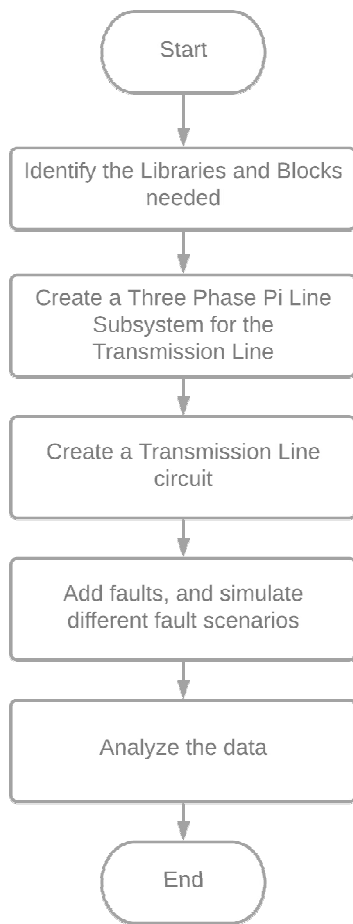 Start
Identify the Libraries and Blocks
needed
Create a Three Phase Pi Line
Subsystem for the
Transmission Line
Create a Transmission Line
circuit
Add faults, and simulate
different fault scenarios
Analyze the data
End